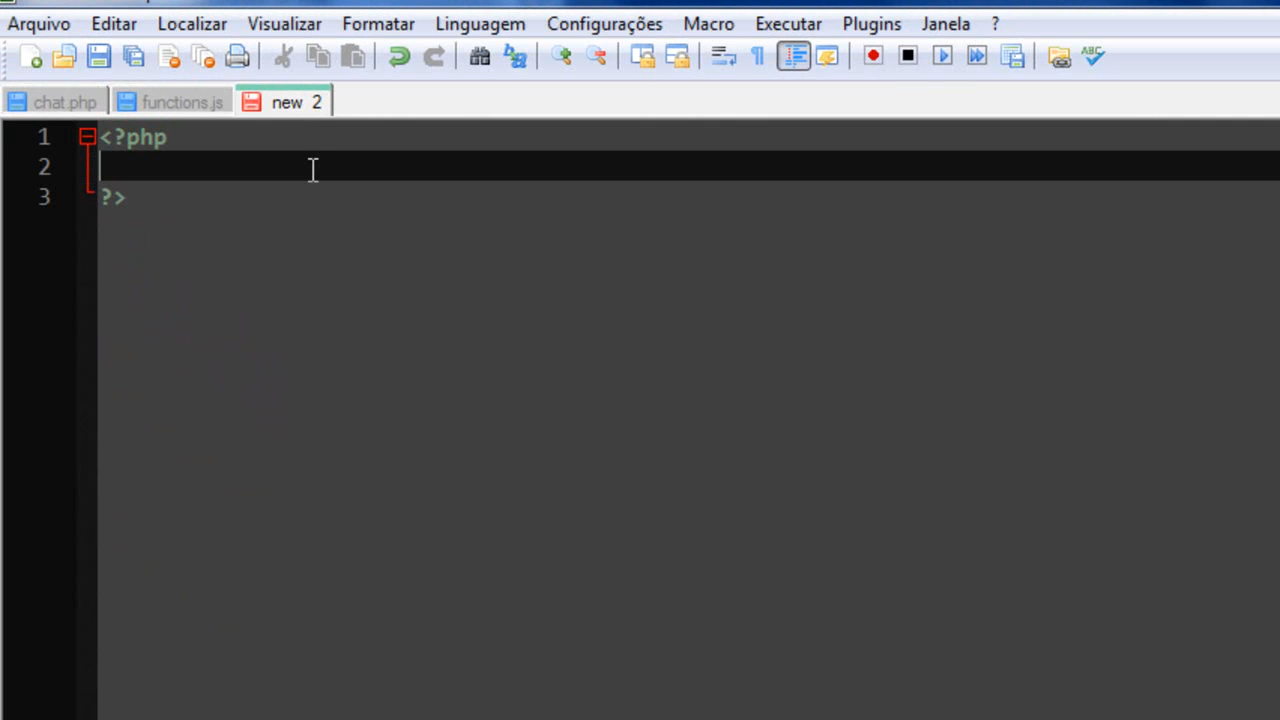 Arquivo Editar Localizar Visualizar Formatar Linguagem Configurações Macro Executar Plugins Janela ?
chat.php functions.js new 2
1 <?php
2
3 ?>